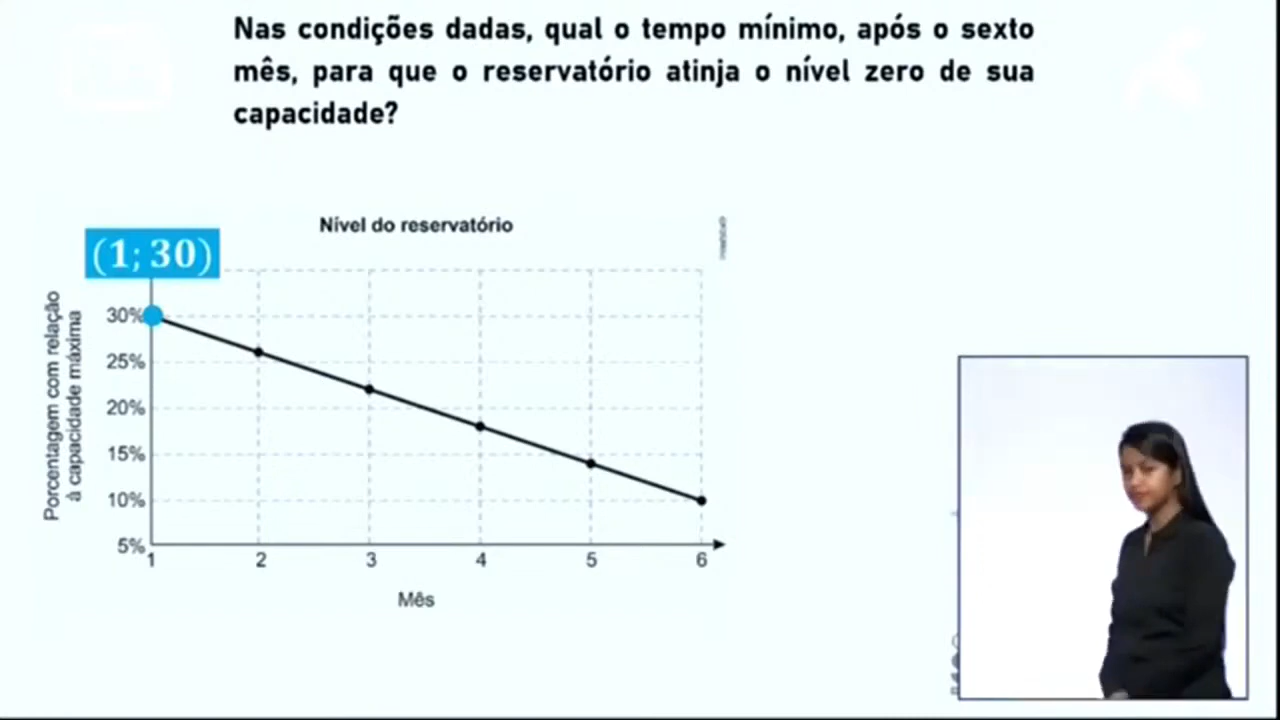 Nas condições dadas, qual o tempo mínimo, após o sexto
mês, para que o reservatório atinja o nível zero de sua
capacidade?
Nível do reservatório
(1; 30)
Porcentagem com relação
à capacidade máxima
30%
25%
20%
15%
10%
5%
1 2 3 4 5 6
Mês